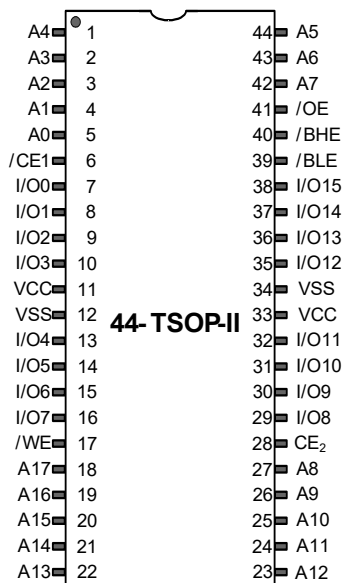 A4 1 44 A5
A3 2 43 A6
A2 3 42 A7
A1 4 41 /OE
A0 5 40 /BHE
/CE1 6 39 /BLE
I/O0 7 38 I/O15
I/O1 8 37 I/O14
I/O2 9 36 I/O13
I/O3 10 35 I/O12
VCC 11 34 VSS
VSS 12 33 VCC
44-TSOP-II
I/O4 13 32 I/O11
I/O5 14 31 I/O10
I/O6 15 30 I/O9
I/O7 16 29 I/O8
/WE 17 28 CE₂
A17 18 27 A8
A16 19 26 A9
A15 20 25 A10
A14 21 24 A11
A13 22 23 A12